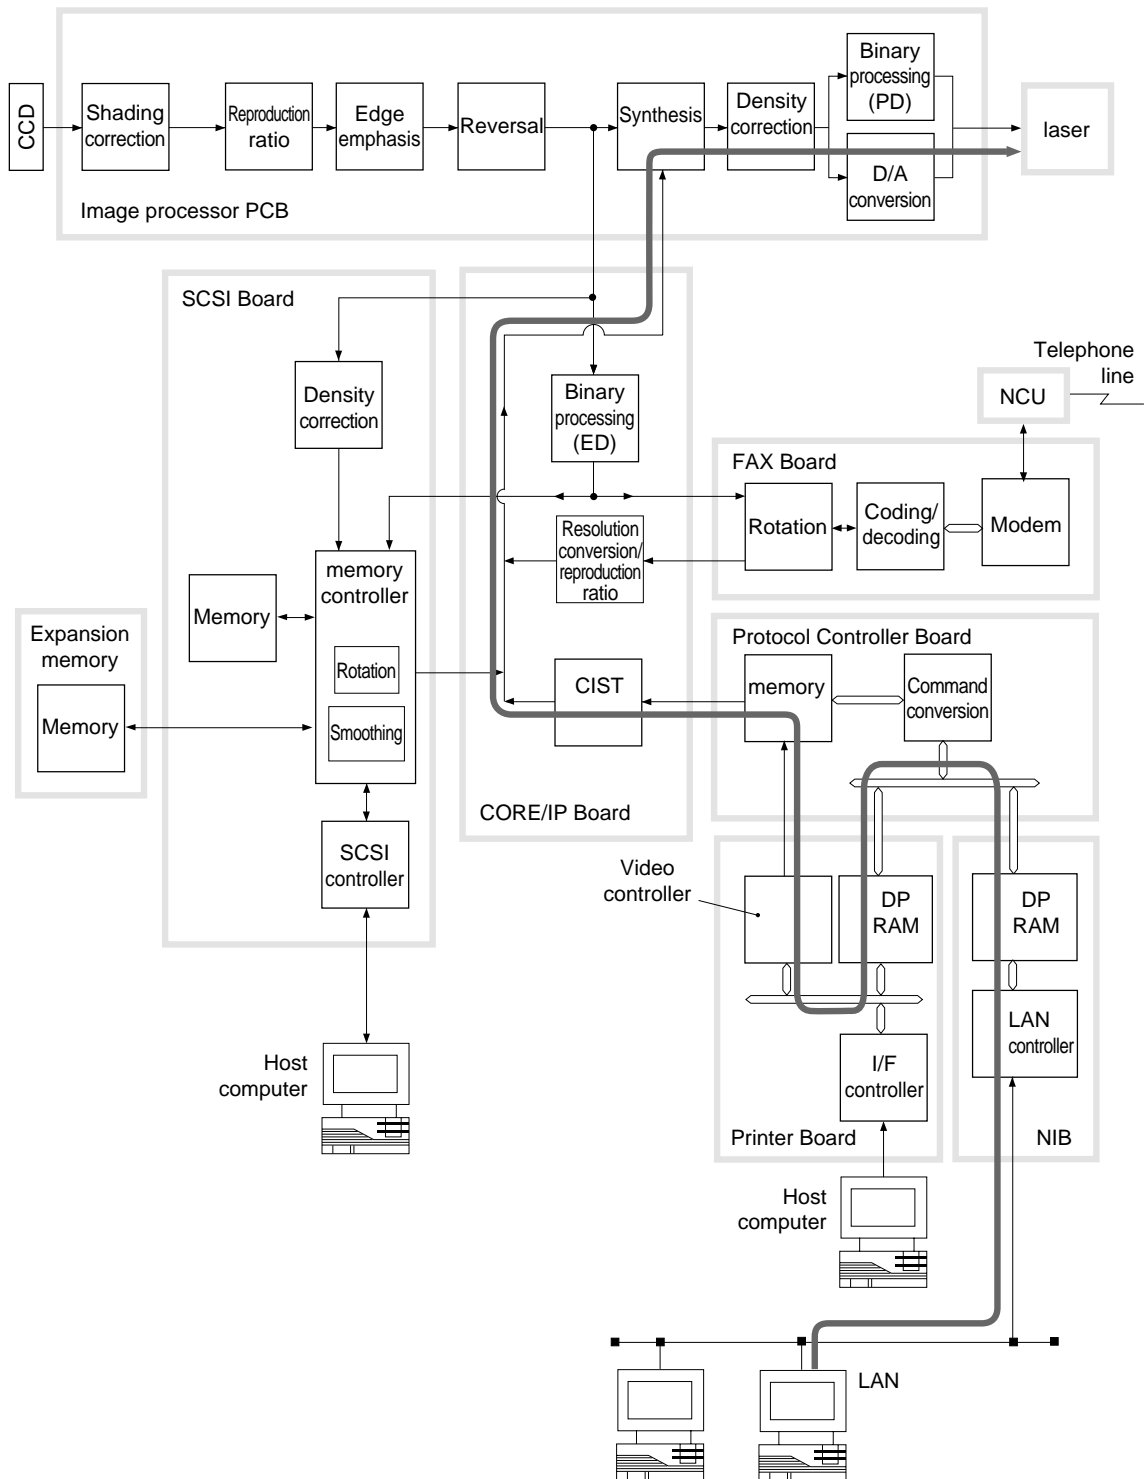 CCD
Shading
correction
Reproduction
ratio
Edge
emphasis
Reversal
Synthesis
Density
correction
Binary
processing
(PD)
D/A
conversion
laser
Image processor PCB
SCSI Board
Density
correction
Binary
processing
(ED)
Telephone
line
NCU
FAX Board
Rotation
Coding/
decoding
Modem
Resolution
conversion/
reproduction
ratio
memory
controller
Memory
Rotation
Smoothing
Expansion
memory
Memory
CIST
Protocol Controller Board
memory
Command
conversion
CORE/IP Board
SCSI
controller
Video
controller
DP
RAM
DP
RAM
LAN
controller
I/F
controller
Printer Board
NIB
Host
computer
Host
computer
LAN